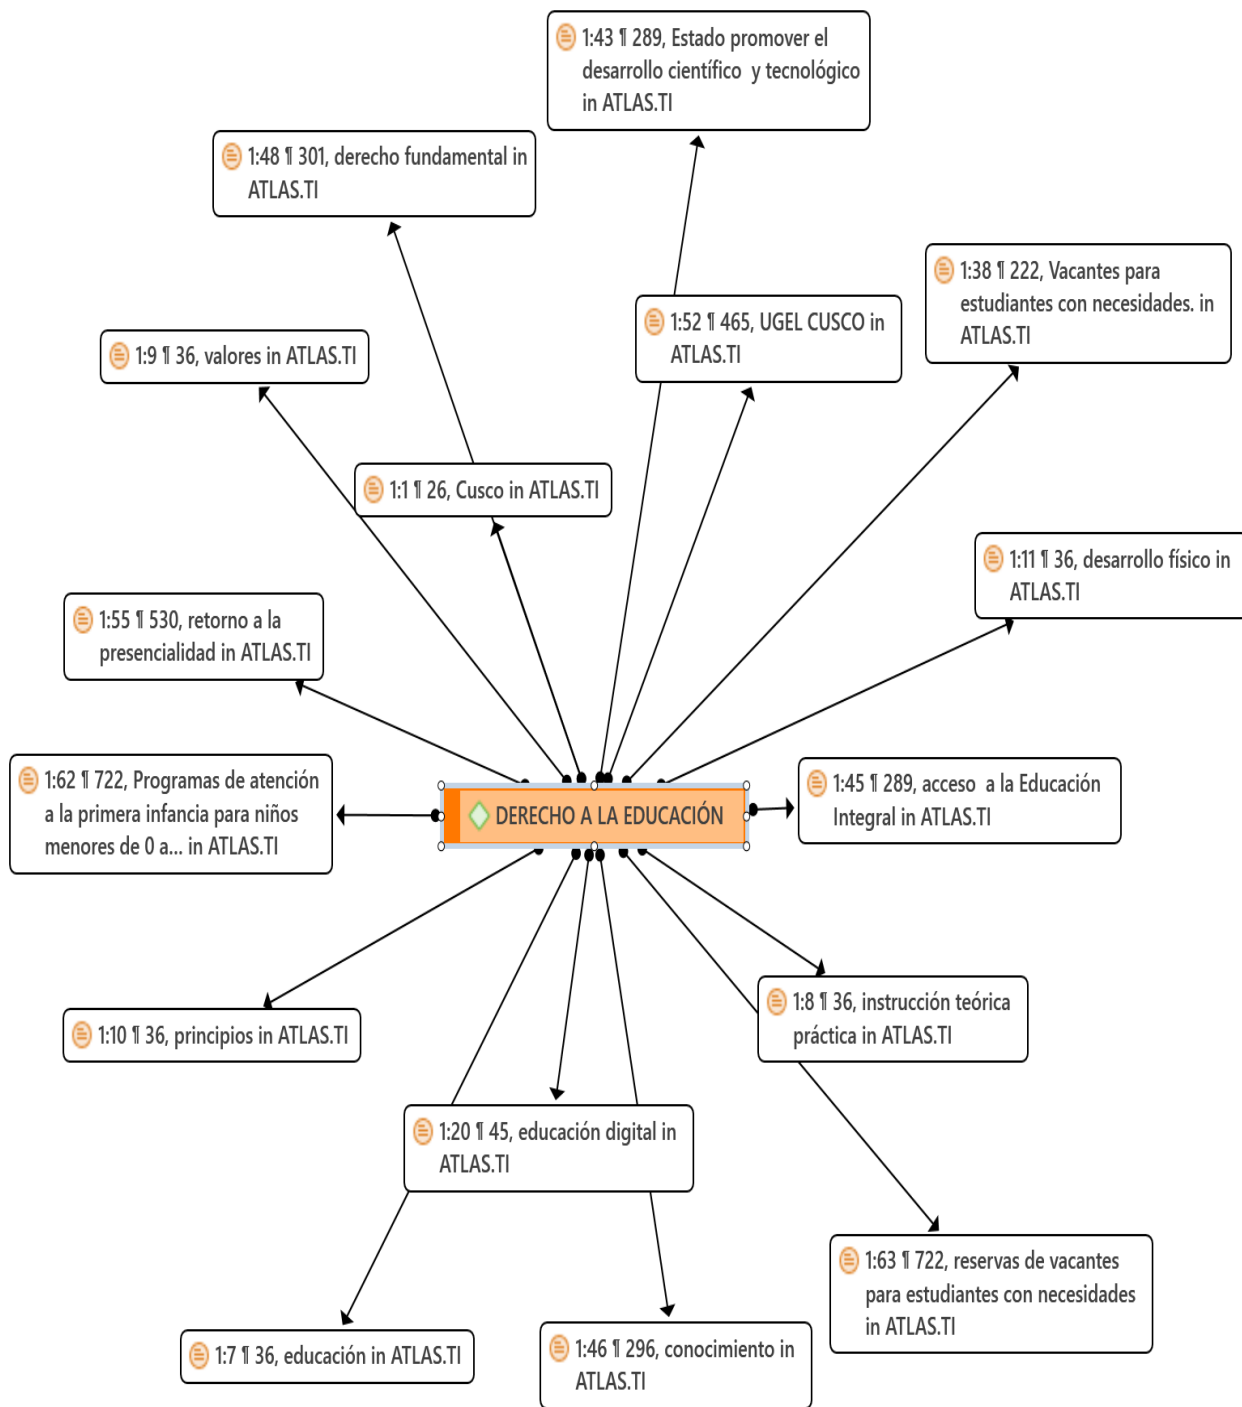 1:43 ¶ 289, Estado promover el
desarrollo científico y tecnológico
in ATLAS.TI
1:48 ¶ 301, derecho fundamental in
ATLAS.TI
1:38 ¶ 222, Vacantes para
estudiantes con necesidades. in
ATLAS.TI
1:52 ¶ 465, UGEL CUSCO in
ATLAS.TI
1:9 ¶ 36, valores in ATLAS.TI
1:1 ¶ 26, Cusco in ATLAS.TI
1:11 ¶ 36, desarrollo físico in
ATLAS.TI
1:55 ¶ 530, retorno a la
presencialidad in ATLAS.TI
1:62 ¶ 722, Programas de atención
a la primera infancia para niños
menores de 0 a... in ATLAS.TI
DERECHO A LA EDUCACIÓN
1:45 ¶ 289, acceso a la Educación
Integral in ATLAS.TI
1:10 ¶ 36, principios in ATLAS.TI
1:8 ¶ 36, instrucción teórica
práctica in ATLAS.TI
1:20 ¶ 45, educación digital in
ATLAS.TI
1:63 ¶ 722, reservas de vacantes
para estudiantes con necesidades
in ATLAS.TI
1:7 ¶ 36, educación in ATLAS.TI
1:46 ¶ 296, conocimiento in
ATLAS.TI